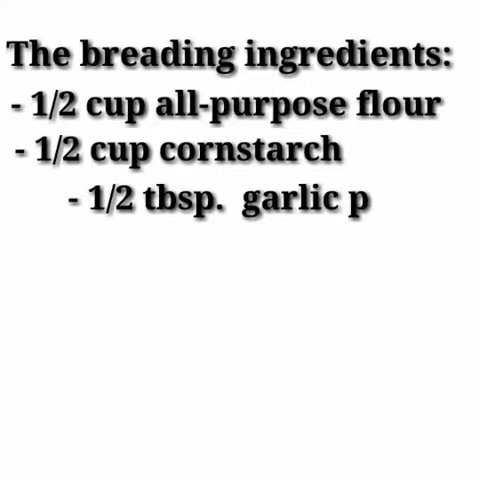 The breading ingredients:
- 1/2 cup all-purpose flour
- 1/2 cup cornstarch
- 1/2 tbsp. garlic p